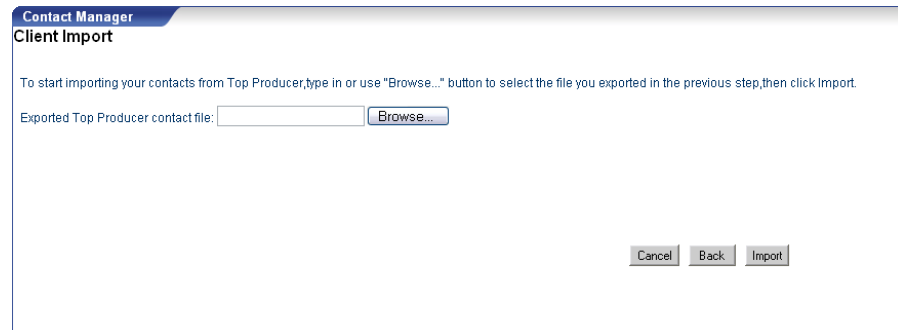 Contact Manager
Client Import
To start importing your contacts from Top Producer,type in or use "Browse..." button to select the file you exported in the previous step,then click Import.
Exported Top Producer contact file: Browse...
Cancel Back Import